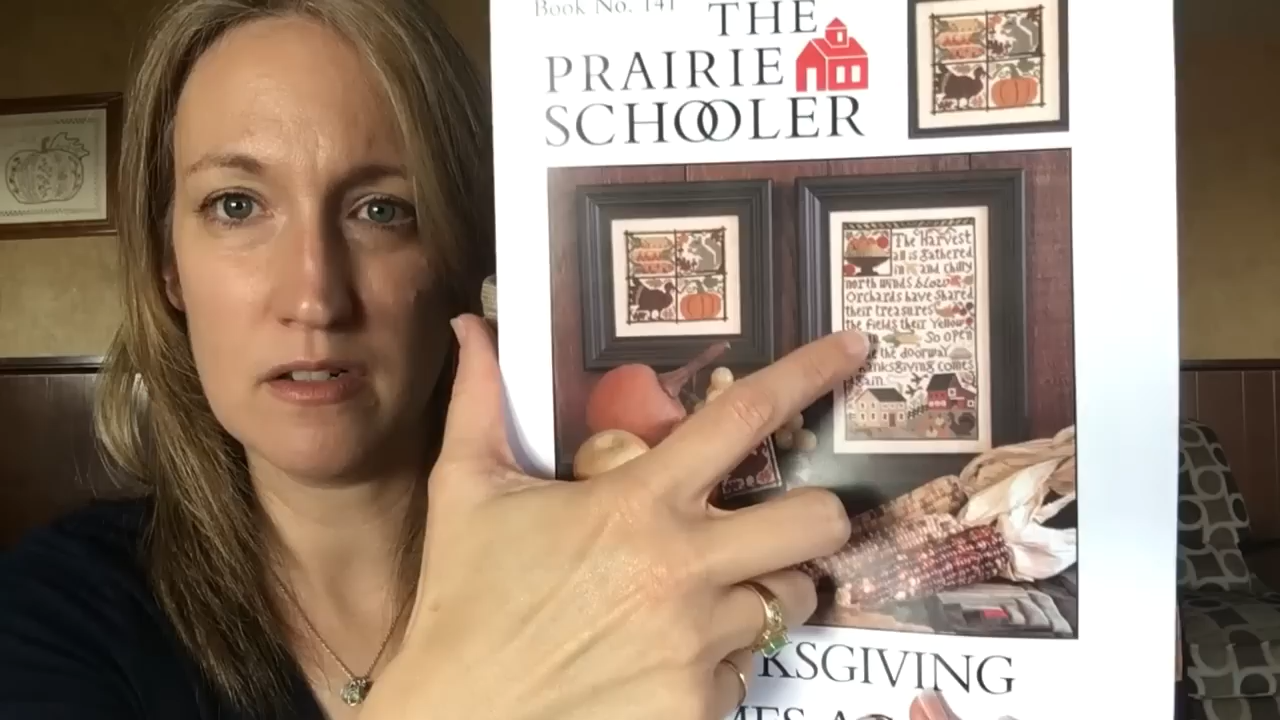 Book No. 141
THE
PRAIRIE
SCHOOLER
The Harvest
all is gathered
in and chilly
north winds blow
Orchards have shared
their treasures
the fields their Yellow
So open
the doorway
Thanksgiving comes
again
KSGIVING
MES A